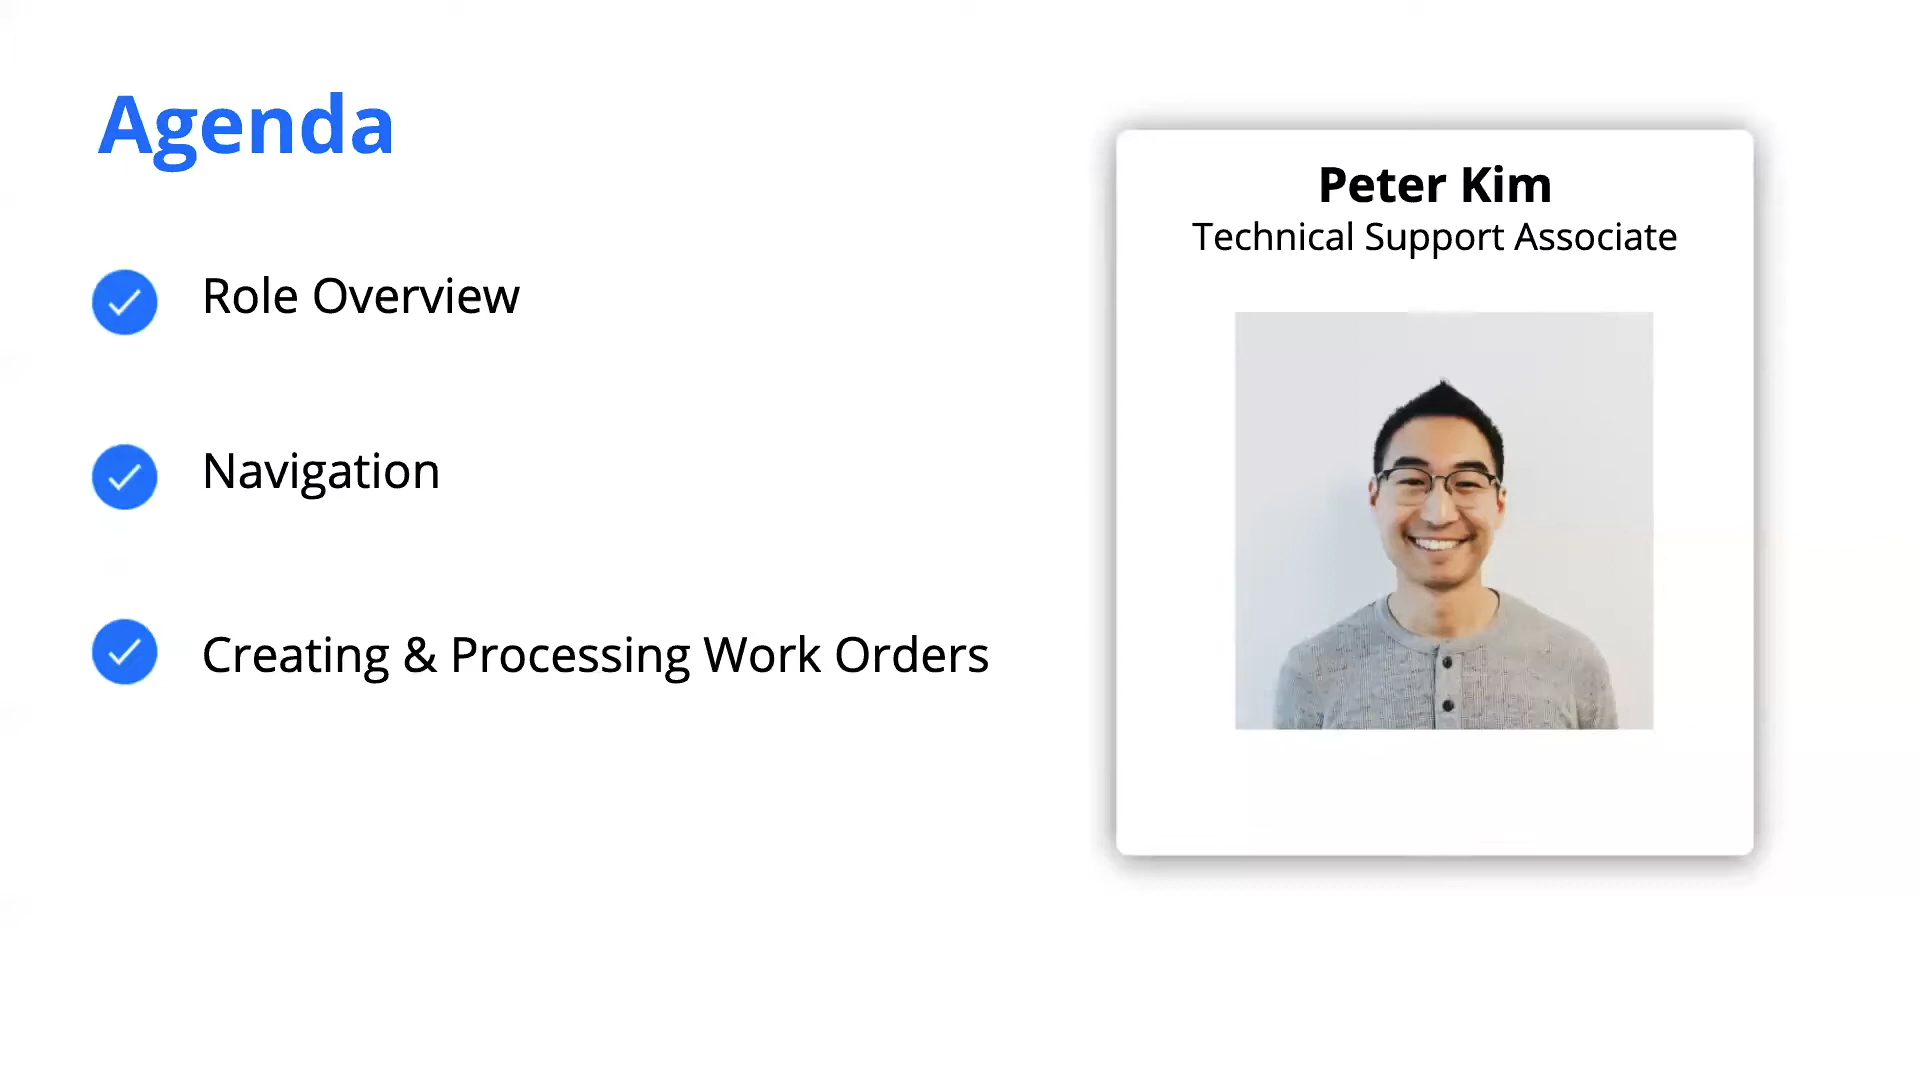 Agenda
Role Overview
Navigation
Creating & Processing Work Orders
Peter Kim
Technical Support Associate